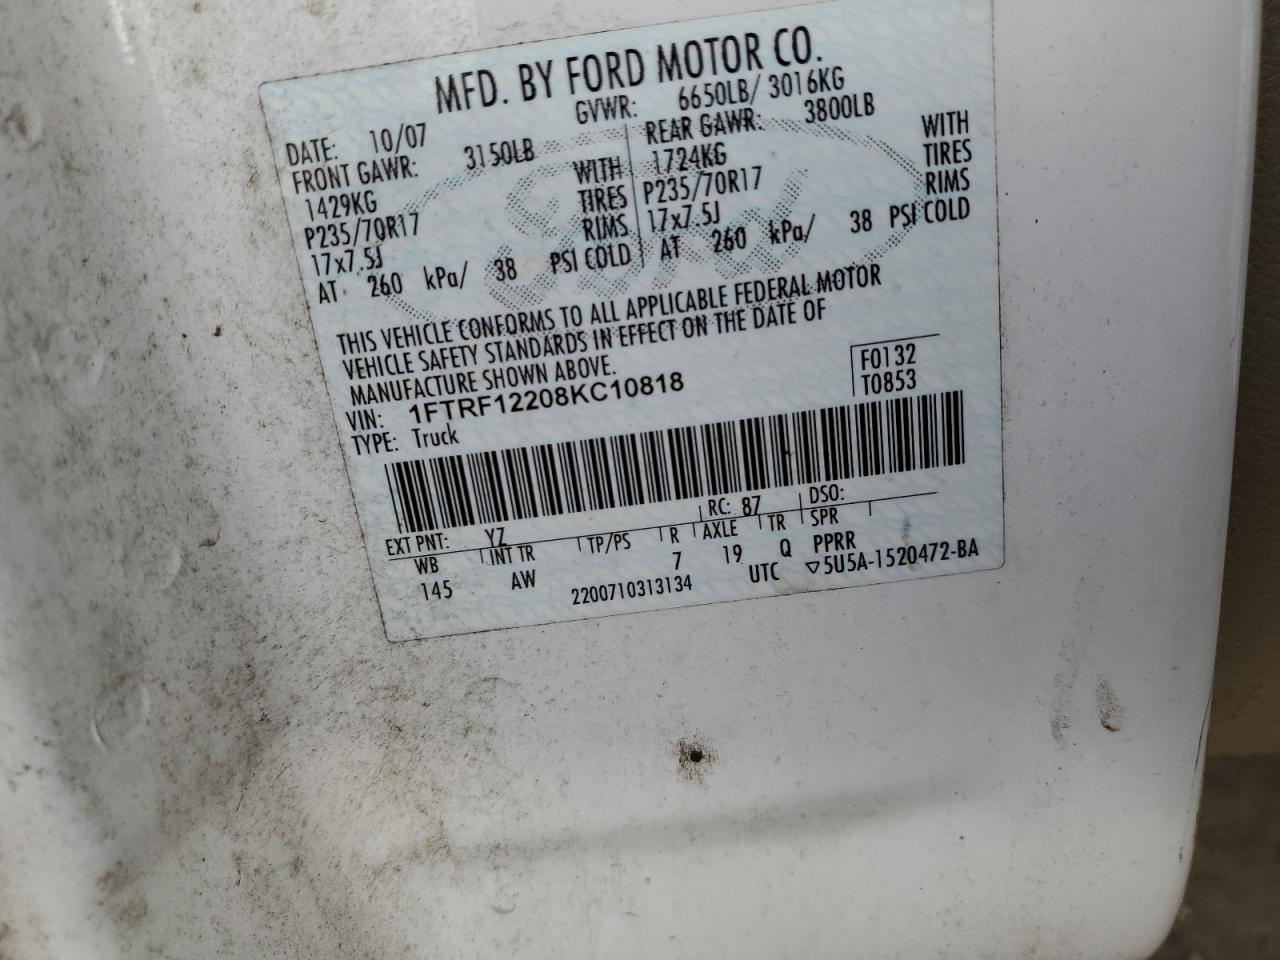 MFD. BY FORD MOTOR CO.
DATE: 10/07 GVWR: 6650LB/ 3016KG
FRONT GAWR: 3150LB
1429KG WITH
P235/70R17 TIRES
17x7.5J RIMS
AT 260 kPa/ 38 PSI COLD
REAR GAWR: 3800LB
1724KG WITH
P235/70R17 TIRES
17x7.5J RIMS
AT 260 kPa/ 38 PSI COLD
THIS VEHICLE CONFORMS TO ALL APPLICABLE FEDERAL MOTOR
VEHICLE SAFETY STANDARDS IN EFFECT ON THE DATE OF
MANUFACTURE SHOWN ABOVE.
VIN: 1FTRF12208KC10818
TYPE: Truck
F0132
T0853
EXT PNT: YZ RC: 87 DSO:
WB INT TR TP/PS R AXLE TR SPR
145 AW 7 19 Q PPRR
2200710313134 UTC ▽5U5A-1520472-BA